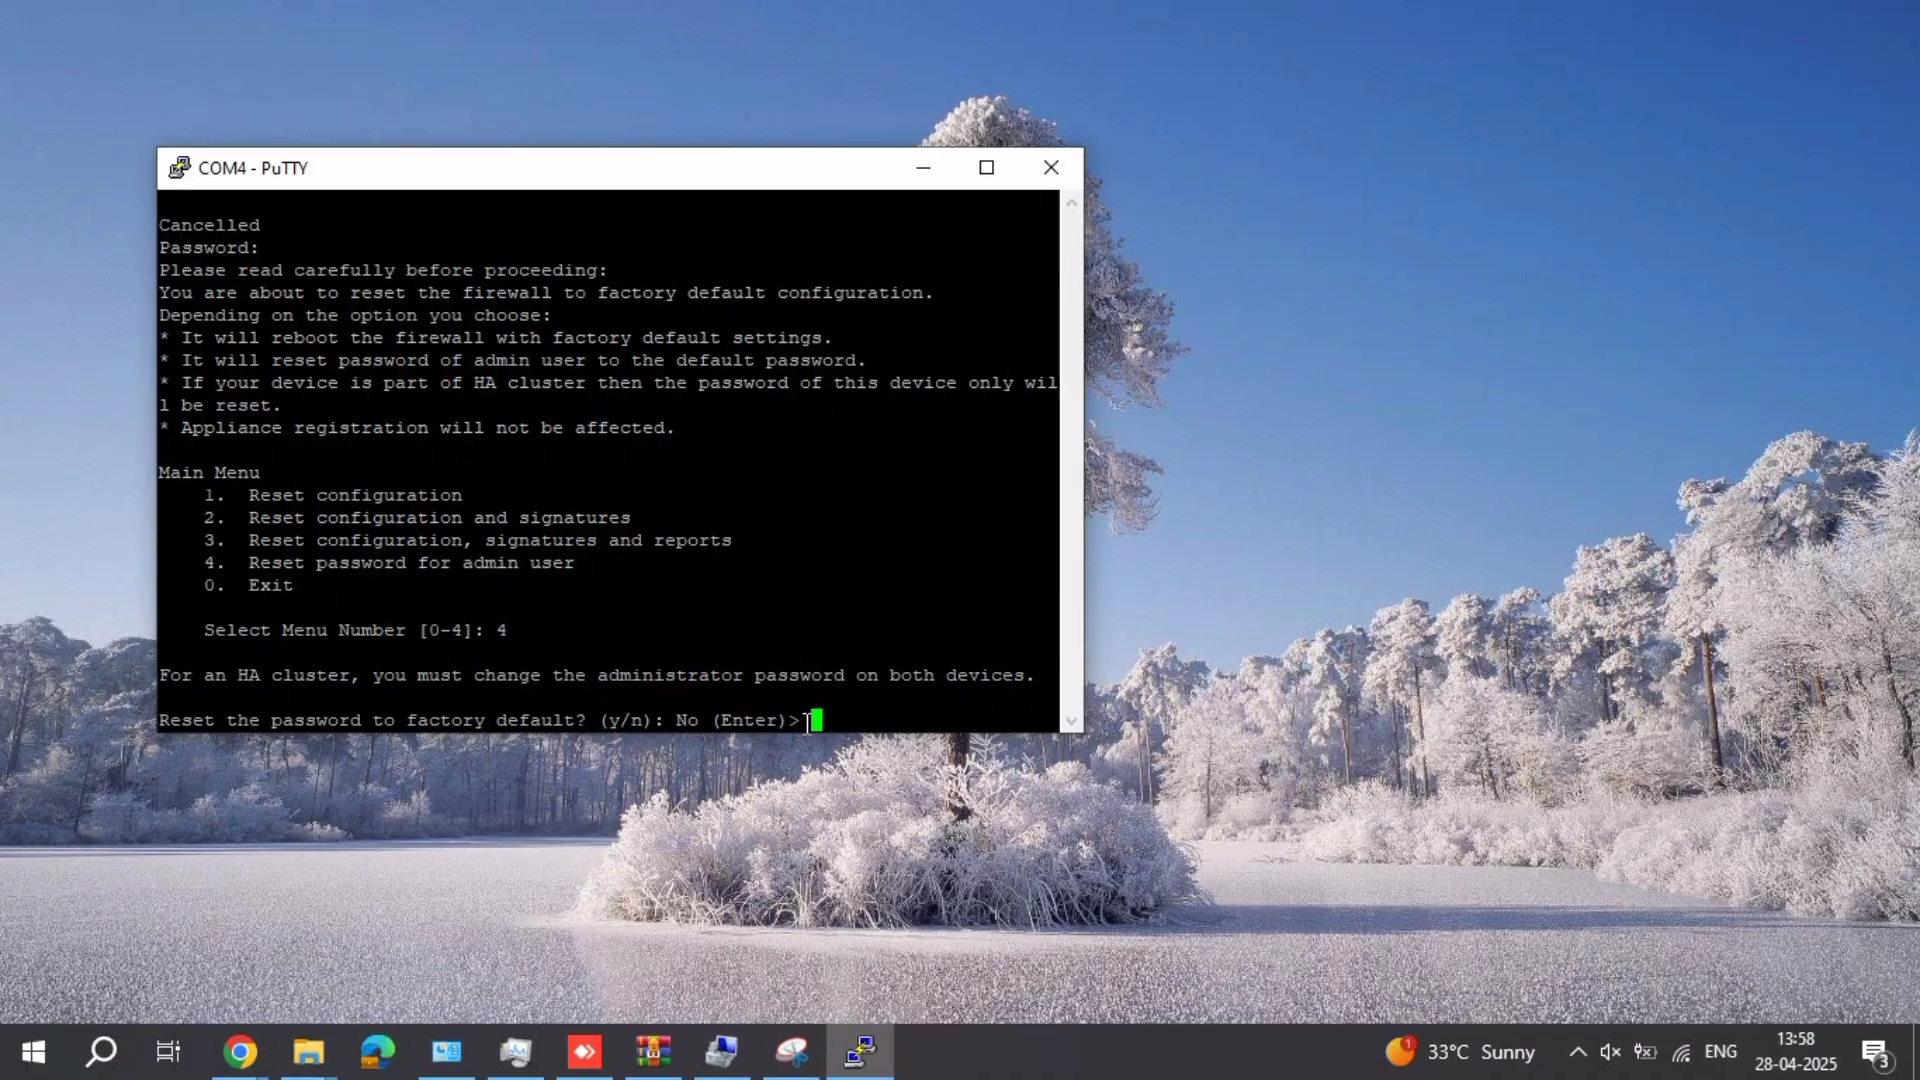 COM4 - PuTTY
Cancelled
Password:
Please read carefully before proceeding:
You are about to reset the firewall to factory default configuration.
Depending on the option you choose:
* It will reboot the firewall with factory default settings.
* It will reset password of admin user to the default password.
* If your device is part of HA cluster then the password of this device only wil
l be reset.
* Appliance registration will not be affected.
Main Menu
1. Reset configuration
2. Reset configuration and signatures
3. Reset configuration, signatures and reports
4. Reset password for admin user
0. Exit
Select Menu Number [0-4]: 4
For an HA cluster, you must change the administrator password on both devices.
Reset the password to factory default? (y/n): No (Enter)>
1
33°C Sunny
ENG
13:58
28-04-2025
3